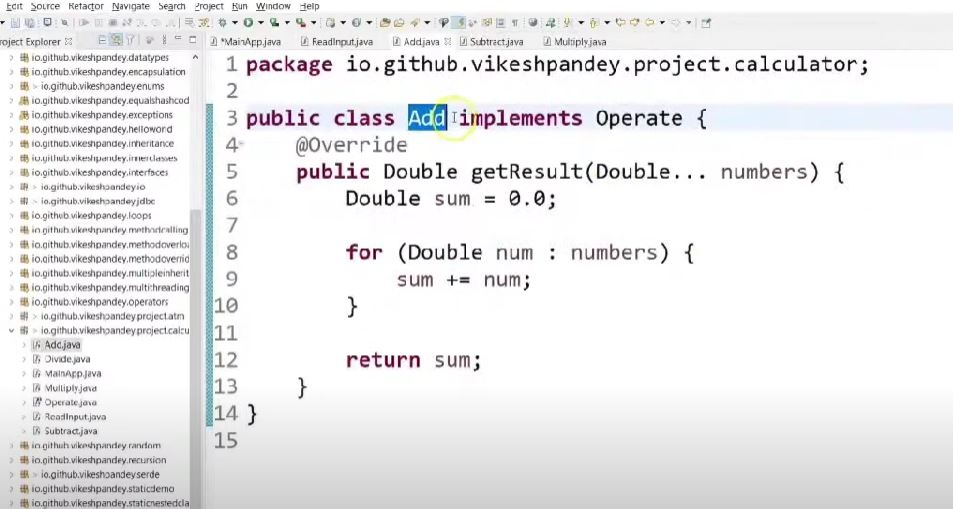 Edit Source Refactor Navigate Search Project Run Window Help
roject Explorer
*MainApp.java ReadInput.java Add.java Subtract.java Multiply.java
io.github.vikeshpandey.datatypes
io.github.vikeshpandey.encapsulation
> io.github.vikeshpandey.enums
io.github.vikeshpandey.equalshashcod
io.github.vikeshpandey.exceptions
io.github.vikeshpandey.helloword
io.github.vikeshpandey.inheritance
io.github.vikeshpandey.innerclasses
io.github.vikeshpandey.interfaces
> io.github.vikeshpandey.io
> io.github.vikeshpandey.jdbc
io.github.vikeshpandey.loops
io.github.vikeshpandey.methodcalling
io.github.vikeshpandey.methodoverloa
io.github.vikeshpandey.methodoverrid
io.github.vikeshpandey.multipleinherit
io.github.vikeshpandey.multithreading
io.github.vikeshpandey.operators
io.github.vikeshpandey.project.atm
> io.github.vikeshpandey.project.calcu
Add.java
Divide.java
MainApp.java
Multiply.java
Operate.java
ReadInput.java
Subtract.java
io.github.vikeshpandey.random
io.github.vikeshpandey.recursion
> io.github.vikeshpandey.serde
io.github.vikeshpandey.staticdemo
io.github.vikeshpandey.staticnestedcla
1 package io.github.vikeshpandey.project.calculator;
2
3 public class Add implements Operate {
4 @Override
5 public Double getResult(Double... numbers) {
6 Double sum = 0.0;
7
8 for (Double num : numbers) {
9 sum += num;
10 }
11
12 return sum;
13 }
14 }
15